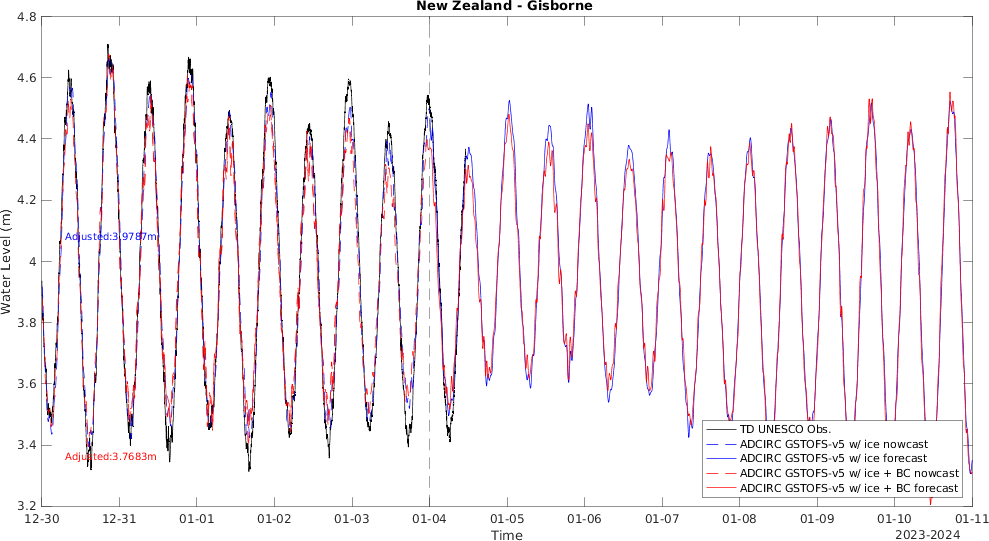 New Zealand - Gisborne
4.8
4.6
4.4
4.2
4
3.8
3.6
3.4
3.2
Water Level (m)
Adjusted:3.9787m
Adjusted:3.7683m
TD UNESCO Obs.
ADCIRC GSTOFS-v5 w/ ice nowcast
ADCIRC GSTOFS-v5 w/ ice forecast
ADCIRC GSTOFS-v5 w/ ice + BC nowcast
ADCIRC GSTOFS-v5 w/ ice + BC forecast
12-30 12-31 01-01 01-02 01-03 01-04 01-05 01-06 01-07 01-08 01-09 01-10 01-11
Time
2023-2024